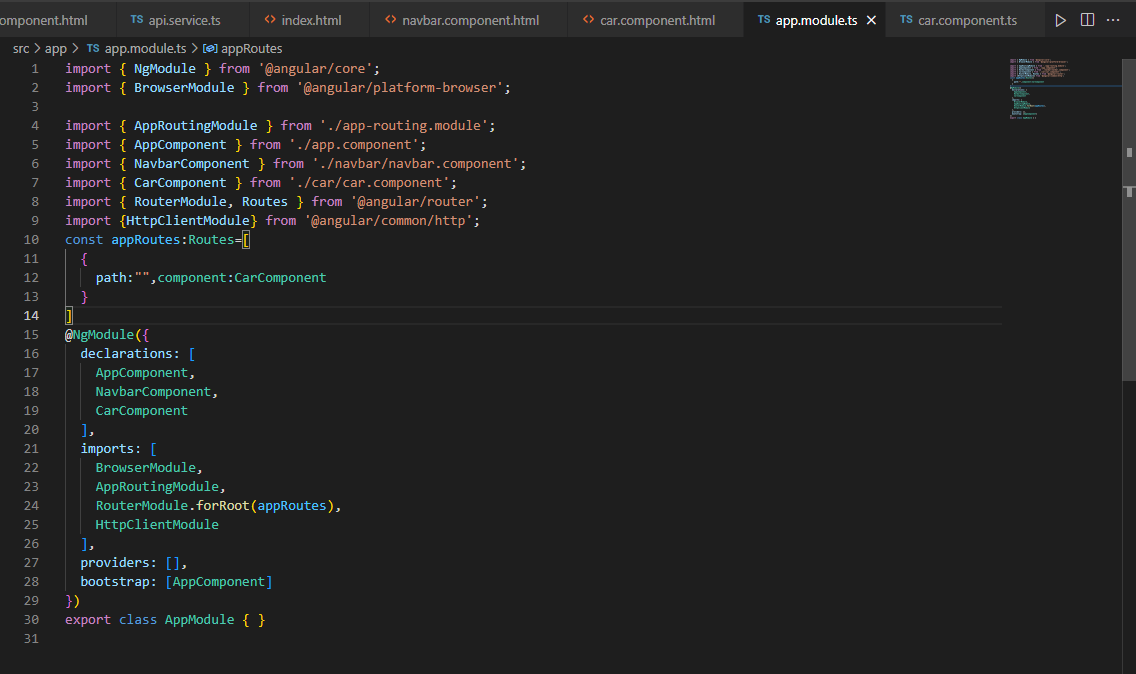 omponent.html TS api.service.ts <> index.html <> navbar.component.html <> car.component.html TS app.module.ts × TS car.component.ts ...
src > app > TS app.module.ts > appRoutes
1 import { NgModule } from '@angular/core';
2 import { BrowserModule } from '@angular/platform-browser';
3
4 import { AppRoutingModule } from './app-routing.module';
5 import { AppComponent } from './app.component';
6 import { NavbarComponent } from './navbar/navbar.component';
7 import { CarComponent } from './car/car.component';
8 import { RouterModule, Routes } from '@angular/router';
9 import {HttpClientModule} from '@angular/common/http';
10 const appRoutes:Routes=[
11 {
12 path:"",component:CarComponent
13 }
14 ]
15 @NgModule({
16 declarations: [
17 AppComponent,
18 NavbarComponent,
19 CarComponent
20 ],
21 imports: [
22 BrowserModule,
23 AppRoutingModule,
24 RouterModule.forRoot(appRoutes),
25 HttpClientModule
26 ],
27 providers: [],
28 bootstrap: [AppComponent]
29 })
30 export class AppModule { }
31